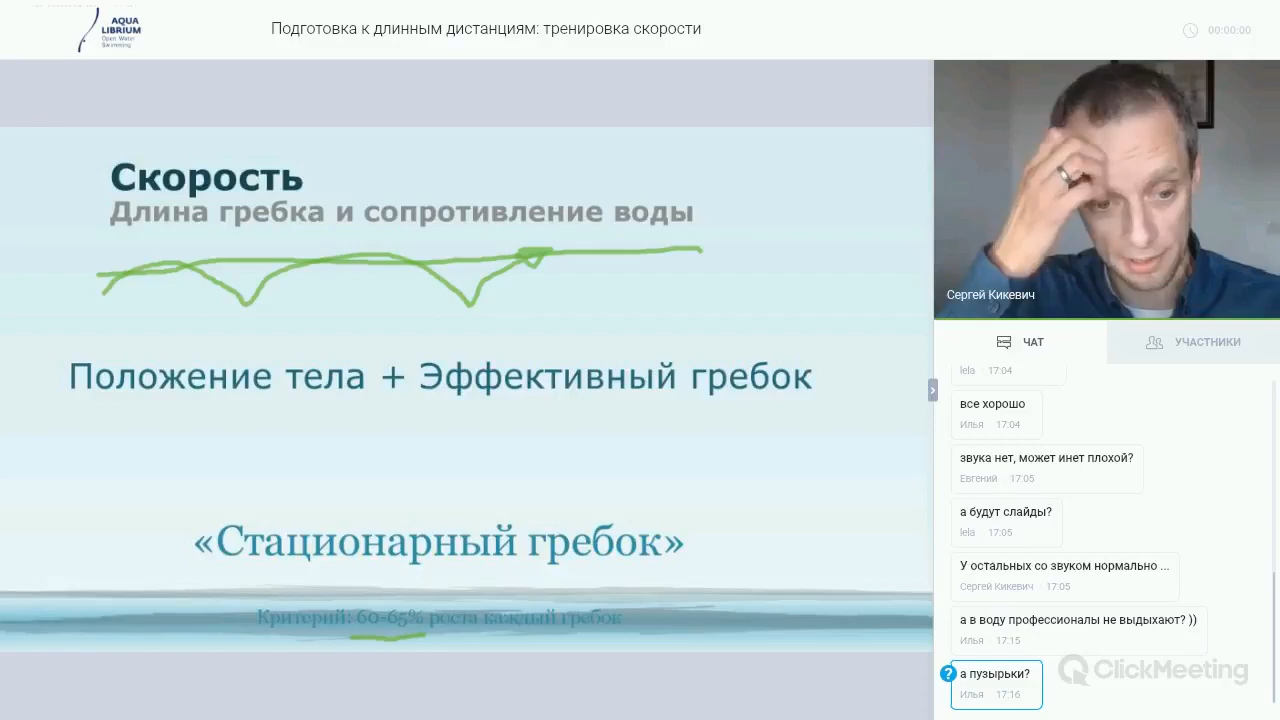 AQUA
LIBRIUM
Open Water
Swimming
Подготовка к длинным дистанциям: тренировка скорости
00:00:00
Скорость
Длина гребка и сопротивление воды
Положение тела + Эффективный гребок
«Стационарный гребок»
Критерий: 60-65% роста каждый гребок
Сергей Кикевич
ЧАТ
УЧАСТНИКИ
lela 17:04
все хорошо
Илья 17:04
звука нет, может инет плохой?
Евгений 17:05
а будут слайды?
lela 17:05
У остальных со звуком нормально ...
Сергей Кикевич 17:05
а в воду профессионалы не выдыхают? ))
Илья 17:15
? а пузырьки?
Илья 17:16
ClickMeeting